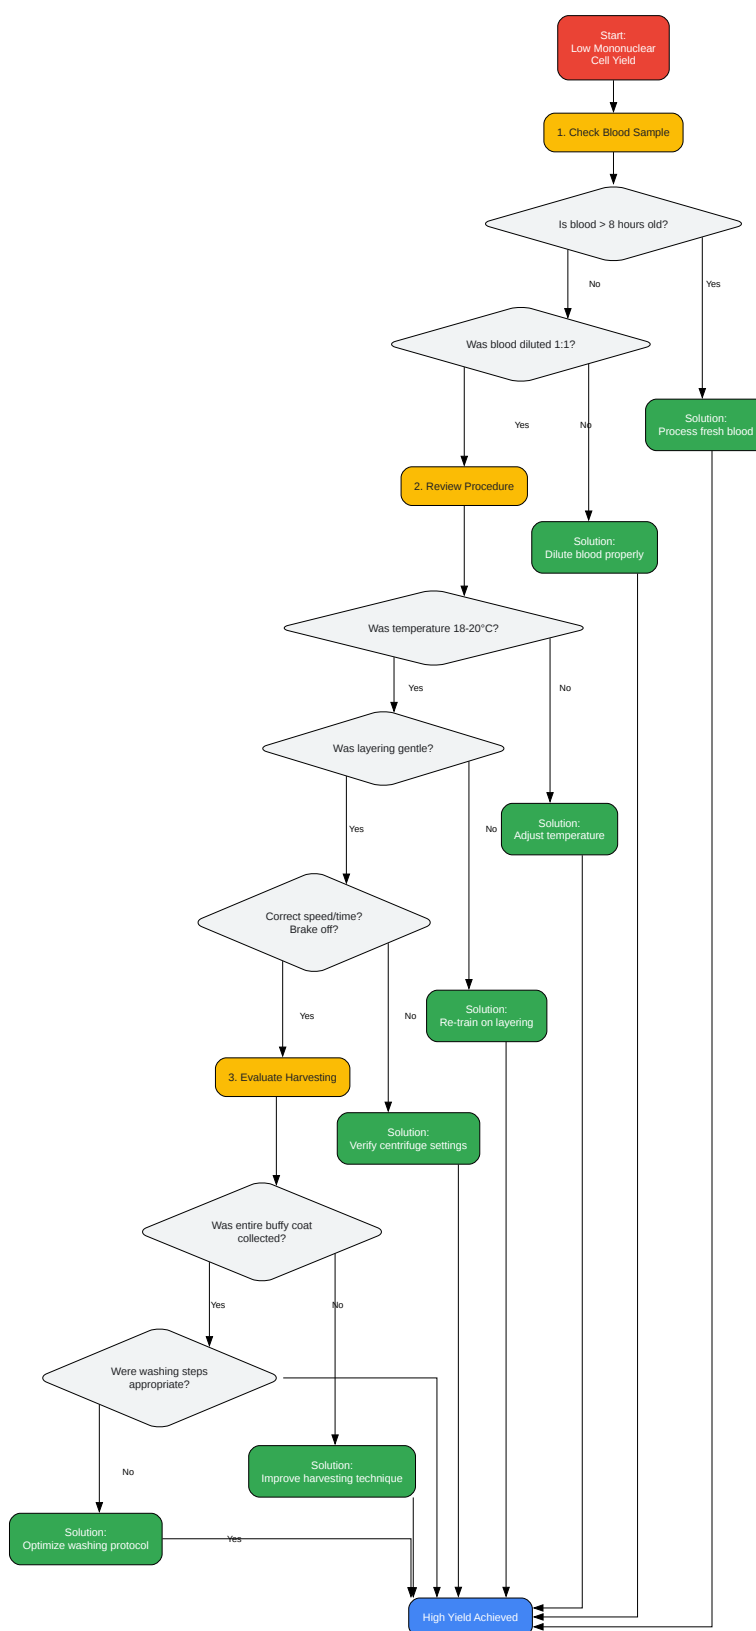 Start:
Low Mononuclear
Cell Yield
1. Check Blood Sample
Is blood > 8 hours old?
No
Yes
Was blood diluted 1:1?
Solution:
Process fresh blood
Yes
No
2. Review Procedure
Solution:
Dilute blood properly
Was temperature 18-20°C?
Yes
No
Was layering gentle?
Yes
No
Solution:
Adjust temperature
Correct speed/time?
Brake off?
Solution:
Re-train on layering
Yes
No
3. Evaluate Harvesting
Solution:
Verify centrifuge settings
Was entire buffy coat
collected?
Yes
No
Were washing steps
appropriate?
No
Solution:
Improve harvesting technique
Solution:
Optimize washing protocol
Yes
High Yield Achieved